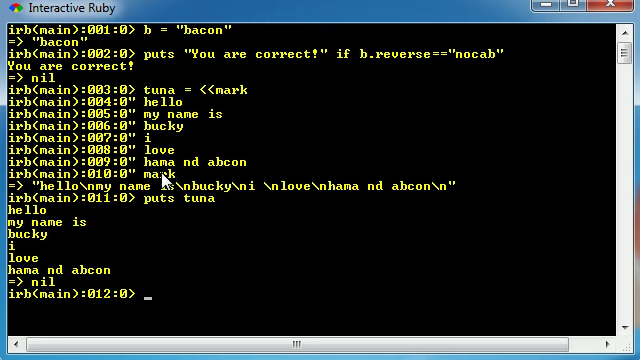 Interactive Ruby
irb(main):001:0> b = "bacon"
=> "bacon"
irb(main):002:0> puts "You are correct!" if b.reverse=="nocab"
You are correct!
=> nil
irb(main):003:0> tuna = <<mark
irb(main):004:0" hello
irb(main):005:0" my name is
irb(main):006:0" bucky
irb(main):007:0" i
irb(main):008:0" love
irb(main):009:0" hama nd abcon
irb(main):010:0" mark
=> "hello\nmy name is\nbucky\ni \nlove\nhama nd abcon\n"
irb(main):011:0> puts tuna
hello
my name is
bucky
i
love
hama nd abcon
=> nil
irb(main):012:0> _